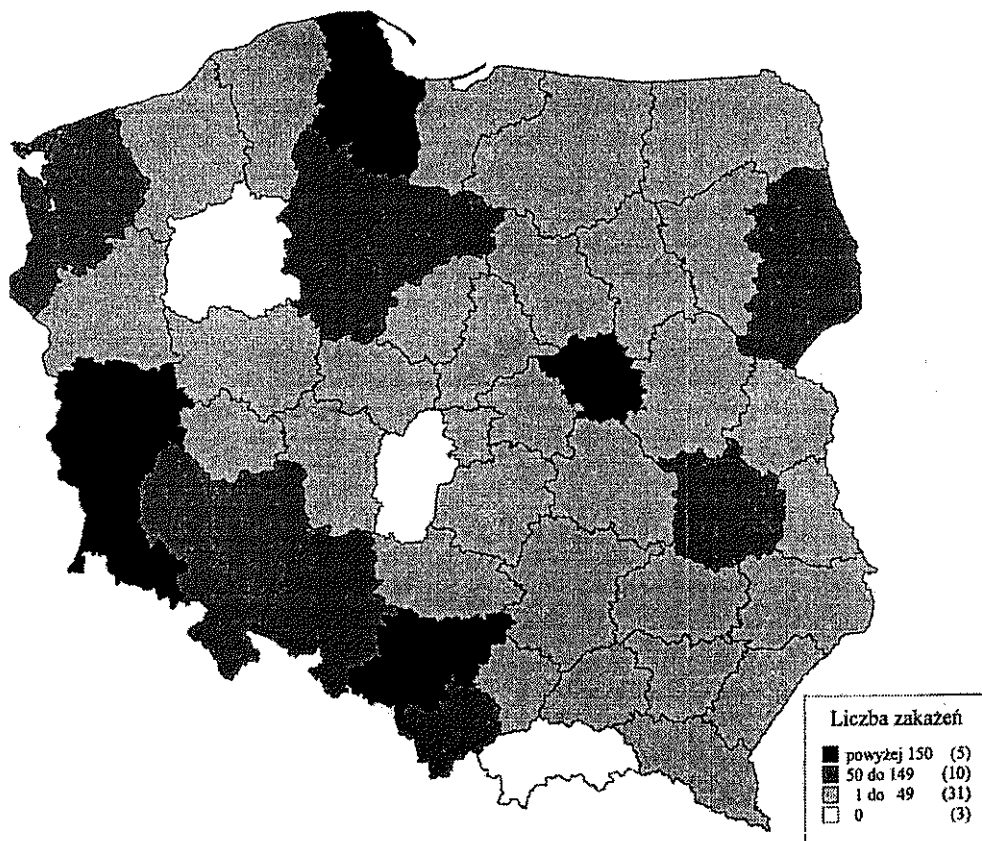 Liczba zakażeń
powyżej 150 (5)
50 do 149 (10)
1 do 49 (31)
0 (3)